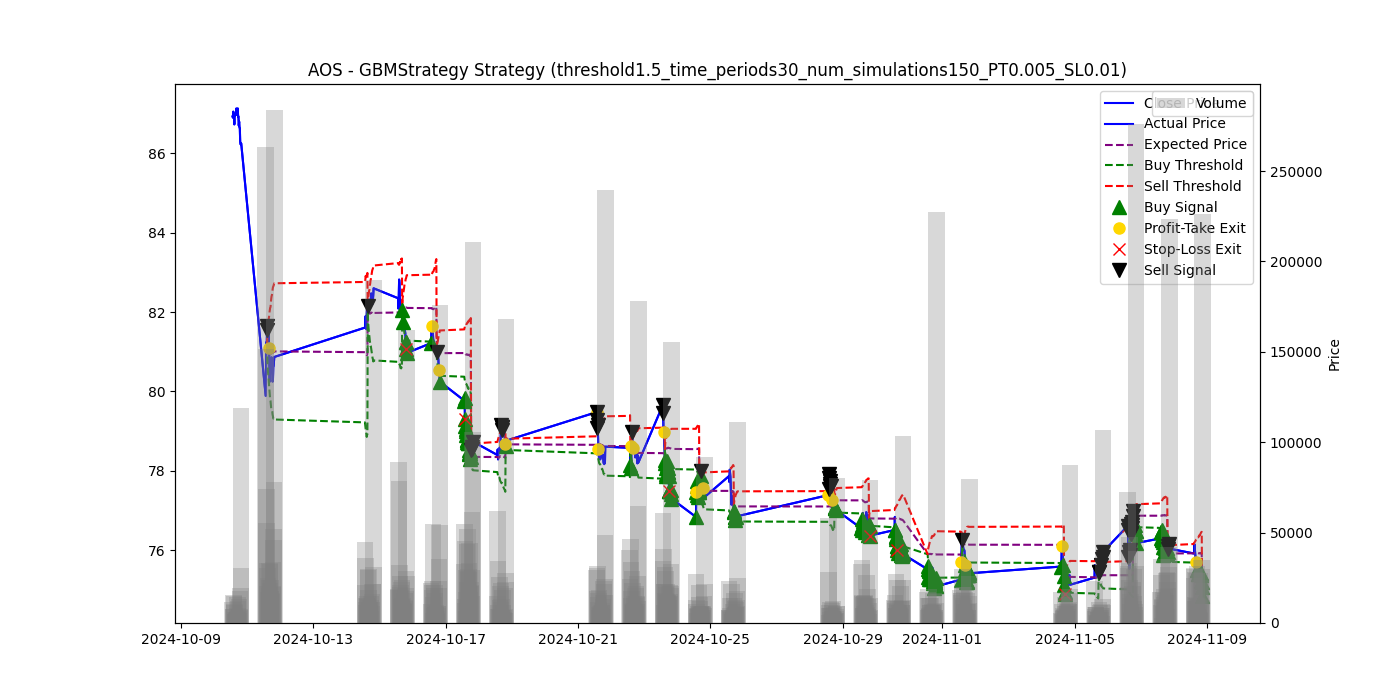 AOS - GBMStrategy Strategy (threshold1.5_time_periods30_num_simulations150_PT0.005_SL0.01)
Volume
Actual Price
Expected Price
Buy Threshold
Sell Threshold
Buy Signal
Profit-Take Exit
Stop-Loss Exit
Sell Signal
86
84
82
80
78
76
250000
200000
150000
100000
50000
0
Price
2024-10-09
2024-10-13
2024-10-17
2024-10-21
2024-10-25
2024-10-29
2024-11-01
2024-11-05
2024-11-09